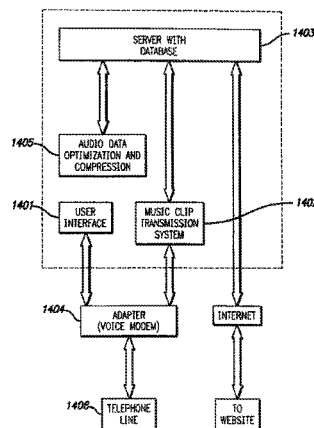 SERVER WITH
DATABASE
1403
1405
AUDIO DATA
OPTIMIZATION AND
COMPRESSION
1401
USER
INTERFACE
MUSIC CLIP
TRANSMISSION
SYSTEM
1402
1404
ADAPTER
(VOICE MODEM)
INTERNET
1406
TELEPHONE
LINE
TO
WEBSITE